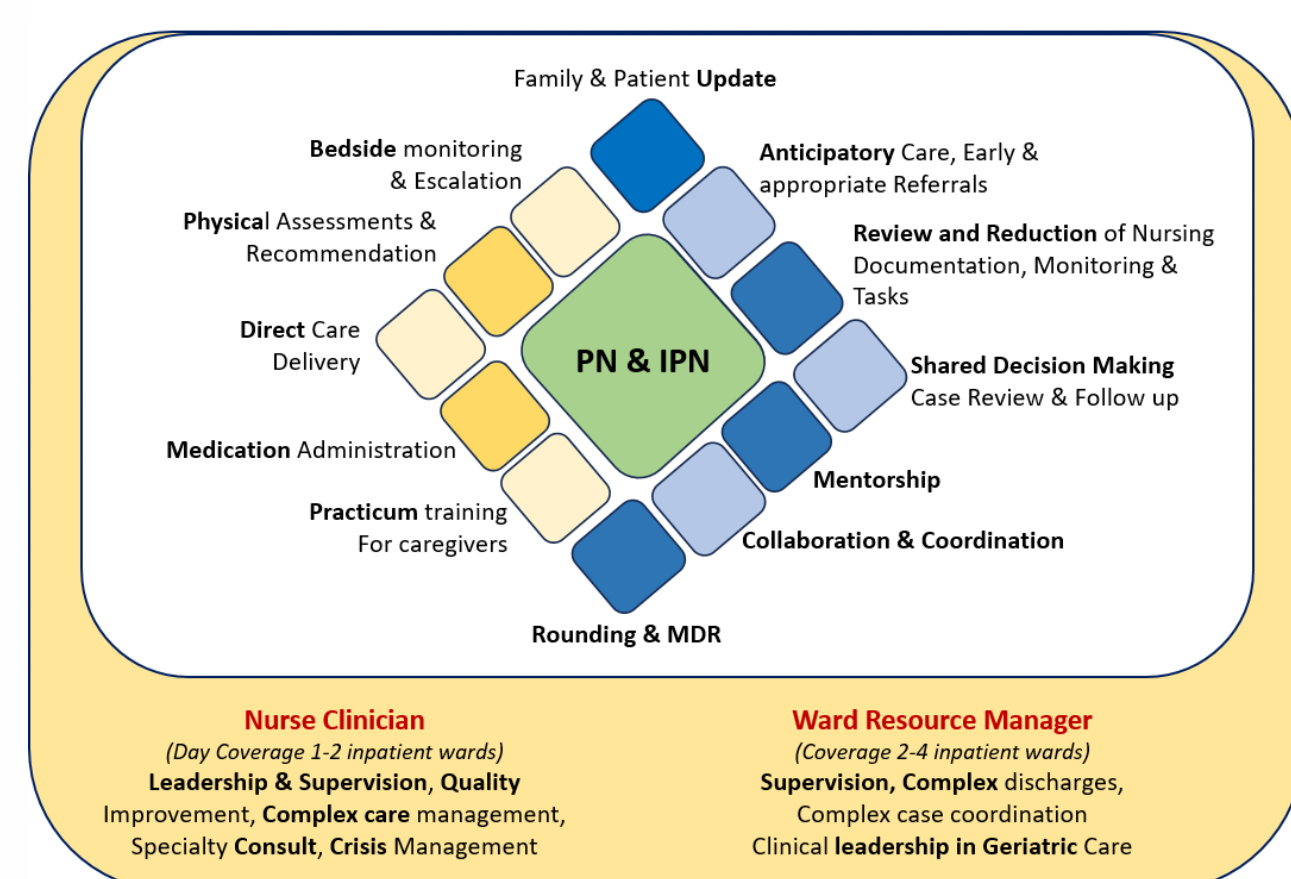 Family & Patient Update
Bedside monitoring
& Escalation
Anticipatory Care, Early &
appropriate Referrals
Physical Assessments &
Recommendation
Review and Reduction of Nursing
Documentation, Monitoring &
Tasks
Direct Care
Delivery
PN & IPN
Shared Decision Making
Case Review & Follow up
Medication Administration
Mentorship
Practicum training
For caregivers
Collaboration & Coordination
Rounding & MDR
Nurse Clinician
(Day Coverage 1-2 inpatient wards)
Leadership & Supervision, Quality
Improvement, Complex care management,
Specialty Consult, Crisis Management
Ward Resource Manager
(Coverage 2-4 inpatient wards)
Supervision, Complex discharges,
Complex case coordination
Clinical leadership in Geriatric Care